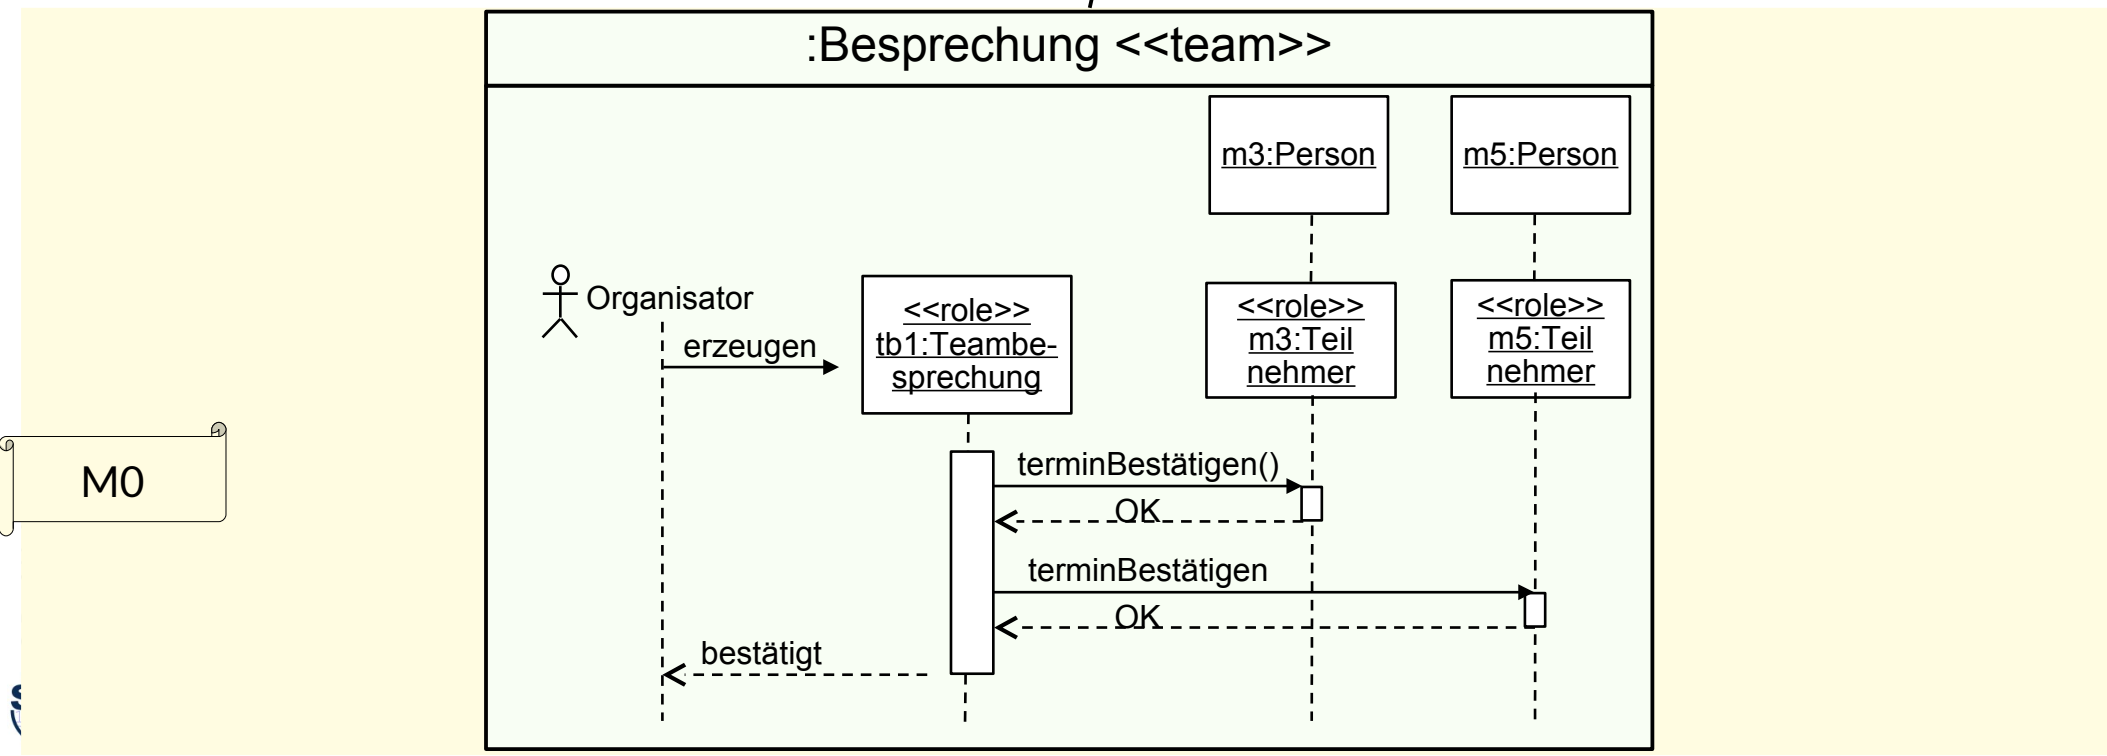 :Besprechung <<team>>
m3:Person
m5:Person
Organisator
<<role>>
tb1:Teambe-
sprechung
<<role>>
m3:Teil
nehmer
<<role>>
m5:Teil
nehmer
erzeugen
M0
terminBestätigen()
OK
terminBestätigen
OK
bestätigt